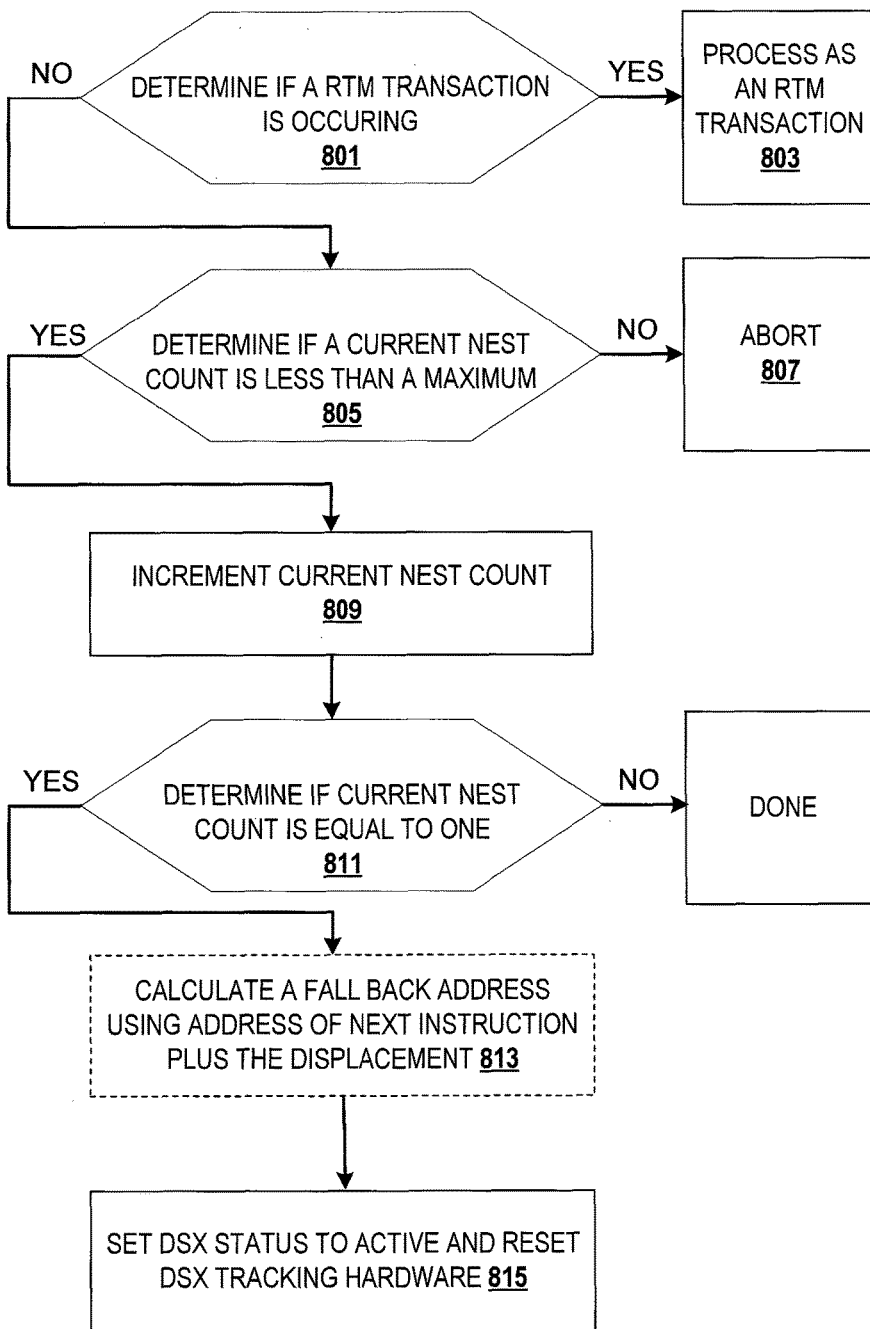 NO
DETERMINE IF A RTM TRANSACTION
IS OCCURING
801
YES
PROCESS AS
AN RTM
TRANSACTION
803
YES
DETERMINE IF A CURRENT NEST
COUNT IS LESS THAN A MAXIMUM
805
NO
ABORT
807
INCREMENT CURRENT NEST COUNT
809
YES
DETERMINE IF CURRENT NEST
COUNT IS EQUAL TO ONE
811
NO
DONE
CALCULATE A FALL BACK ADDRESS
USING ADDRESS OF NEXT INSTRUCTION
PLUS THE DISPLACEMENT 813
SET DSX STATUS TO ACTIVE AND RESET
DSX TRACKING HARDWARE 815